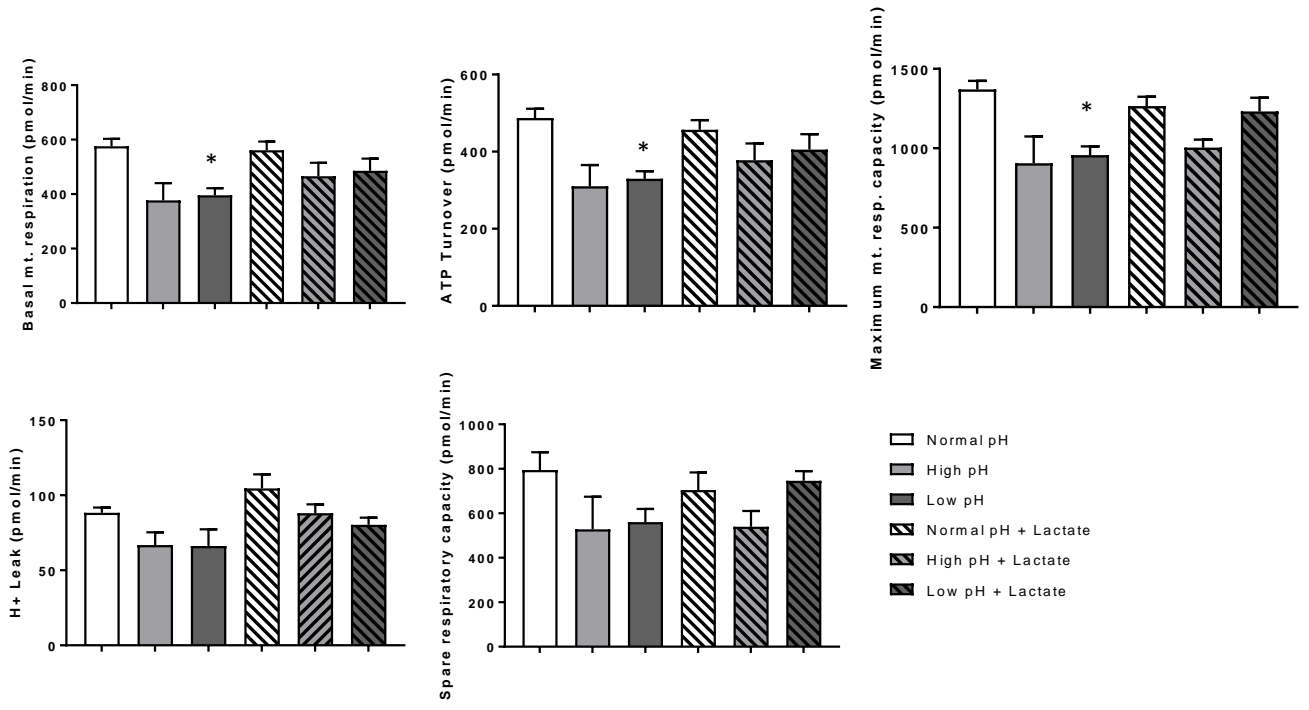 Basal mt. respiration (pmol/min)
800
600
400
200
0
*
ATP Turnover (pmol/min)
600
400
200
0
*
Maximum mt. resp. capacity (pmol/min)
1500
1000
500
0
*
H+ Leak (pmol/min)
150
100
50
0
Spare respiratory capacity (pmol/min)
1000
800
600
400
200
0
Normal pH
High pH
Low pH
Normal pH + Lactate
High pH + Lactate
Low pH + Lactate